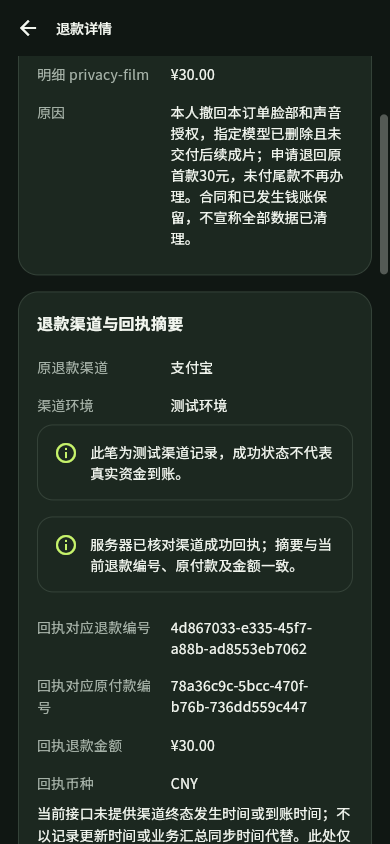 退款详情
明细 privacy-film ¥30.00
原因
本人撤回本订单脸部和声音
授权，指定模型已删除且未
交付后续成片；申请退回原
首款30元，未付尾款不再办
理。合同和已发生钱账保
留，不宣称全部数据已清
理。
退款渠道与回执摘要
原退款渠道 支付宝
渠道环境 测试环境
此笔为测试渠道记录，成功状态不代表
真实资金到账。
服务器已核对渠道成功回执；摘要与当
前退款编号、原付款及金额一致。
回执对应退款编号 4d867033-e335-45f7-
a88b-ad8553eb7062
回执对应原付款编 78a36c9c-5bcc-470f-
号 b76b-736dd559c447
回执退款金额 ¥30.00
回执币种 CNY
当前接口未提供渠道终态发生时间或到账时间；不
以记录更新时间或业务汇总同步时间代替。此处仅